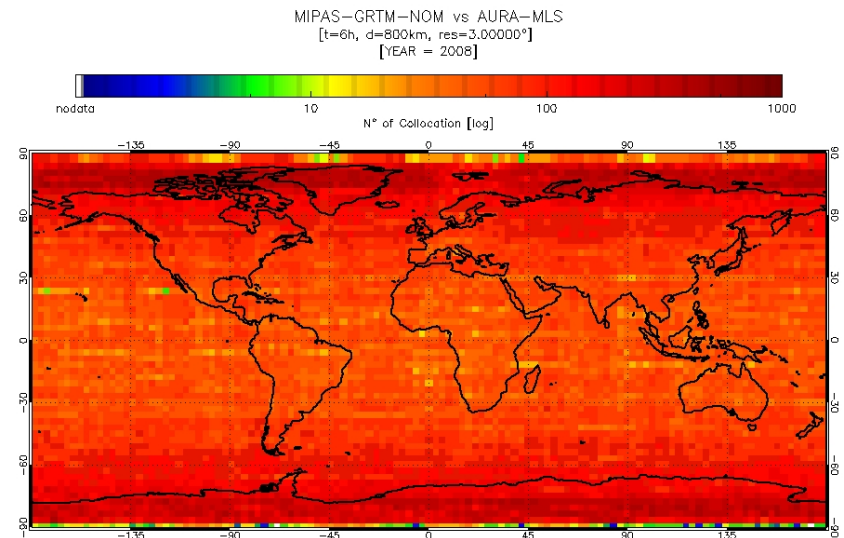 MIPAS-GRTM-NOM vs AURA-MLS
[t=6h, d=800km, res=3.00000°]
[YEAR = 2008]
nodata 10 100 1000
N° of Collocation [log]
-135 -90 -45 0 45 90 135
90 90
60 60
30 30
0 0
-30 -30
-60 -60
-90 -90
-135 -90 -45 0 45 90 135